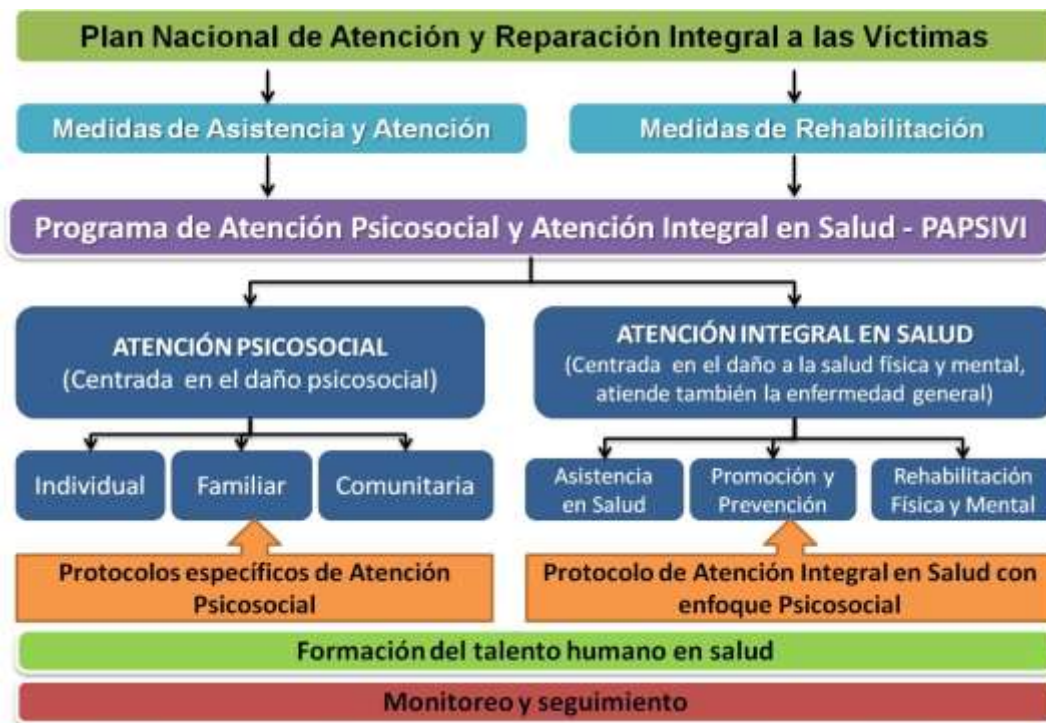 Plan Nacional de Atención y Reparación Integral a las Víctimas
Medidas de Asistencia y Atención
Medidas de Rehabilitación
Programa de Atención Psicosocial y Atención Integral en Salud - PAPSIVI
ATENCIÓN PSICOSOCIAL
(Centrada en el daño psicosocial)
ATENCIÓN INTEGRAL EN SALUD
(Centrada en el daño a la salud física y mental,
atiende también la enfermedad general)
Individual
Familiar
Comunitaria
Asistencia
en Salud
Promoción y
Prevención
Rehabilitación
Física y Mental
Protocolos específicos de Atención
Psicosocial
Protocolo de Atención Integral en Salud con
enfoque Psicosocial
Formación del talento humano en salud
Monitoreo y seguimiento